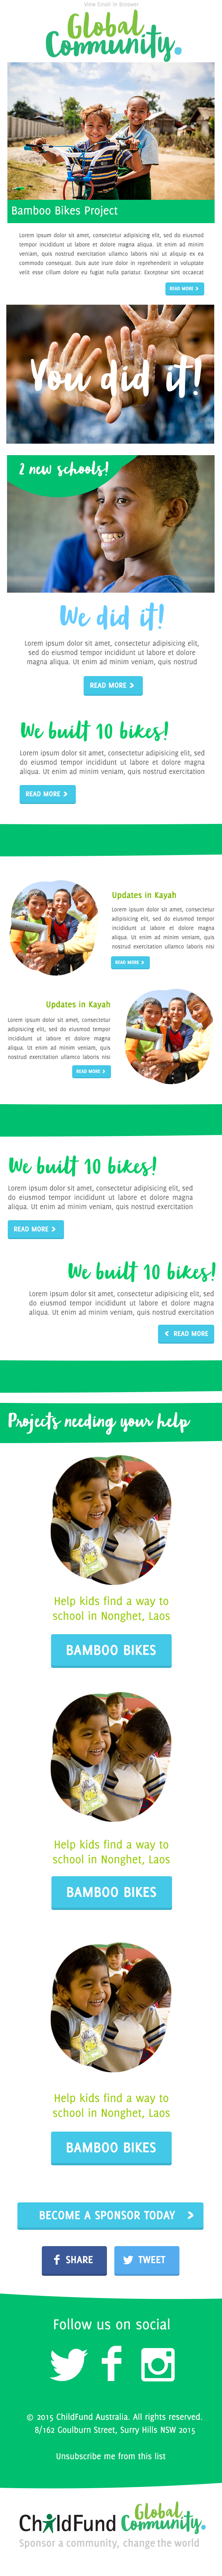 View Email in Browser
Global
Community.
Bamboo Bikes Project
Lorem ipsum dolor sit amet, consectetur adipisicing elit, sed do eiusmod
tempor incididunt ut labore et dolore magna aliqua. Ut enim ad minim
veniam, quis nostrud exercitation ullamco laboris nisi ut aliquip ex ea
commodo consequat. Duis aute irure dolor in reprehenderit in voluptate
velit esse cillum dolore eu fugiat nulla pariatur. Excepteur sint occaecat
READ MORE >
You did it!
2 new schools!
We did it!
Lorem ipsum dolor sit amet, consectetur adipisicing elit,
sed do eiusmod tempor incididunt ut labore et dolore
magna aliqua. Ut enim ad minim veniam, quis nostrud
READ MORE >
We built 10 bikes!
Lorem ipsum dolor sit amet, consectetur adipisicing elit, sed
do eiusmod tempor incididunt ut labore et dolore magna
aliqua. Ut enim ad minim veniam, quis nostrud exercitation
READ MORE >
Updates in Kayah
Lorem ipsum dolor sit amet, consectetur
adipisicing elit, sed do eiusmod tempor
incididunt ut labore et dolore magna
aliqua. Ut enim ad minim veniam, quis
nostrud exercitation ullamco laboris nisi
READ MORE >
Updates in Kayah
Lorem ipsum dolor sit amet, consectetur
adipisicing elit, sed do eiusmod tempor
incididunt ut labore et dolore magna
aliqua. Ut enim ad minim veniam, quis
nostrud exercitation ullamco laboris nisi
READ MORE >
We built 10 bikes!
Lorem ipsum dolor sit amet, consectetur adipisicing elit, sed
do eiusmod tempor incididunt ut labore et dolore magna
aliqua. Ut enim ad minim veniam, quis nostrud exercitation
READ MORE >
We built 10 bikes!
Lorem ipsum dolor sit amet, consectetur adipisicing elit, sed
do eiusmod tempor incididunt ut labore et dolore magna
aliqua. Ut enim ad minim veniam, quis nostrud exercitation
< READ MORE
Projects needing your help
Help kids find a way to
school in Nonghet, Laos
BAMBOO BIKES
Help kids find a way to
school in Nonghet, Laos
BAMBOO BIKES
Help kids find a way to
school in Nonghet, Laos
BAMBOO BIKES
BECOME A SPONSOR TODAY >
SHARE
TWEET
Follow us on social
© 2015 ChildFund Australia. All rights reserved.
8/162 Goulburn Street, Surry Hills NSW 2015
Unsubscribe me from this list
ChildFund Global Community.
Sponsor a community, change the world